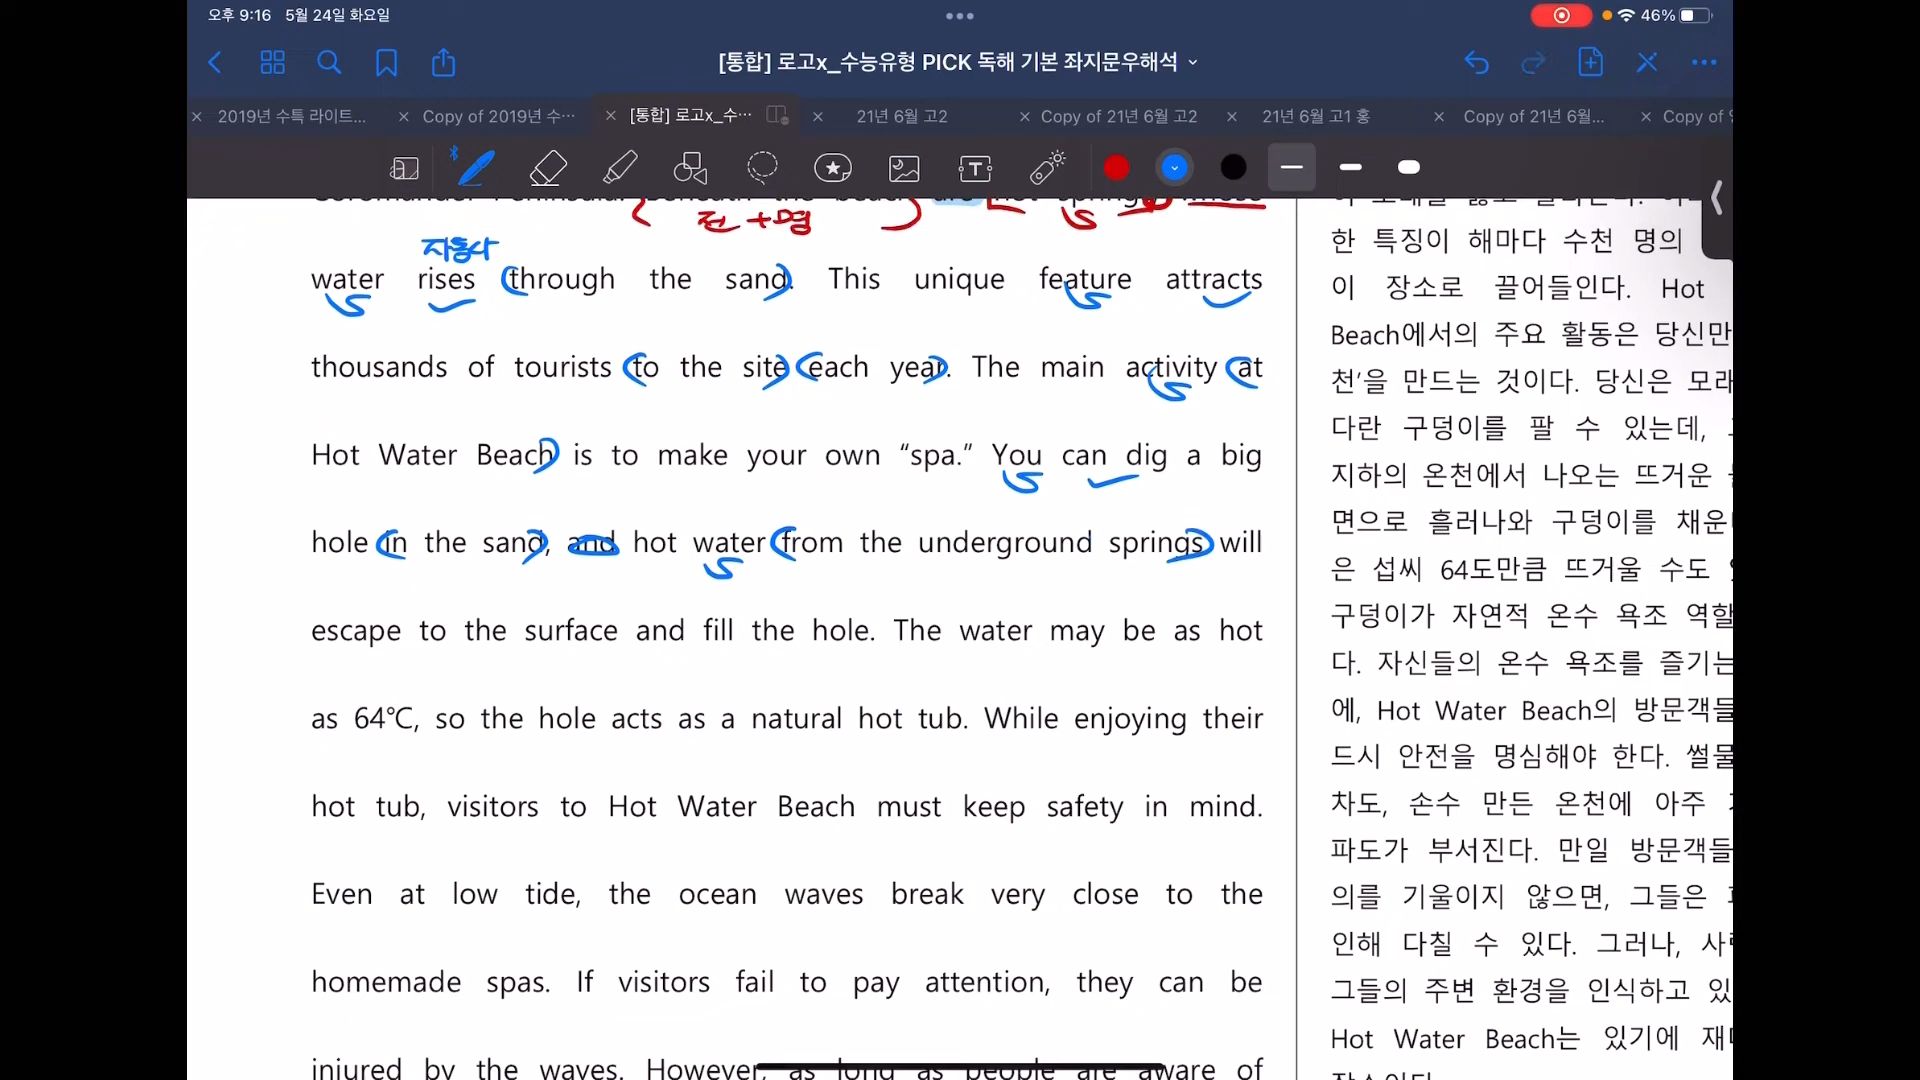 오후 9:16 5월 24일 화요일
46%
[통합] 로고x_수능유형 PICK 독해 기본 좌지문우해석
2019년 수특 라이트...
Copy of 2019년 수...
[통합] 로고x_수...
21년 6월 고2
Copy of 21년 6월 고2
21년 6월 고1 홍
Copy of 21년 6월...
Copy of
Coromandel Peninsula. Beneath the beach are hot springs whose
전+명
자동사
water rises through the sand. This unique feature attracts
thousands of tourists to the site each year. The main activity at
Hot Water Beach is to make your own “spa.” You can dig a big
hole in the sand, and hot water from the underground springs will
escape to the surface and fill the hole. The water may be as hot
as 64℃, so the hole acts as a natural hot tub. While enjoying their
hot tub, visitors to Hot Water Beach must keep safety in mind.
Even at low tide, the ocean waves break very close to the
homemade spas. If visitors fail to pay attention, they can be
injured by the waves. However, as long as people are aware of
한 특징이 해마다 수천 명의
이 장소로 끌어들인다. Hot
Beach에서의 주요 활동은 당신만
천’을 만드는 것이다. 당신은 모래
다란 구덩이를 팔 수 있는데,
지하의 온천에서 나오는 뜨거운
면으로 흘러나와 구덩이를 채운
은 섭씨 64도만큼 뜨거울 수도
구덩이가 자연적 온수 욕조 역할
다. 자신들의 온수 욕조를 즐기는
에, Hot Water Beach의 방문객들
드시 안전을 명심해야 한다. 썰물
차도, 손수 만든 온천에 아주
파도가 부서진다. 만일 방문객들
의를 기울이지 않으면, 그들은
인해 다칠 수 있다. 그러나, 사
그들의 주변 환경을 인식하고 있
Hot Water Beach는 있기에 재